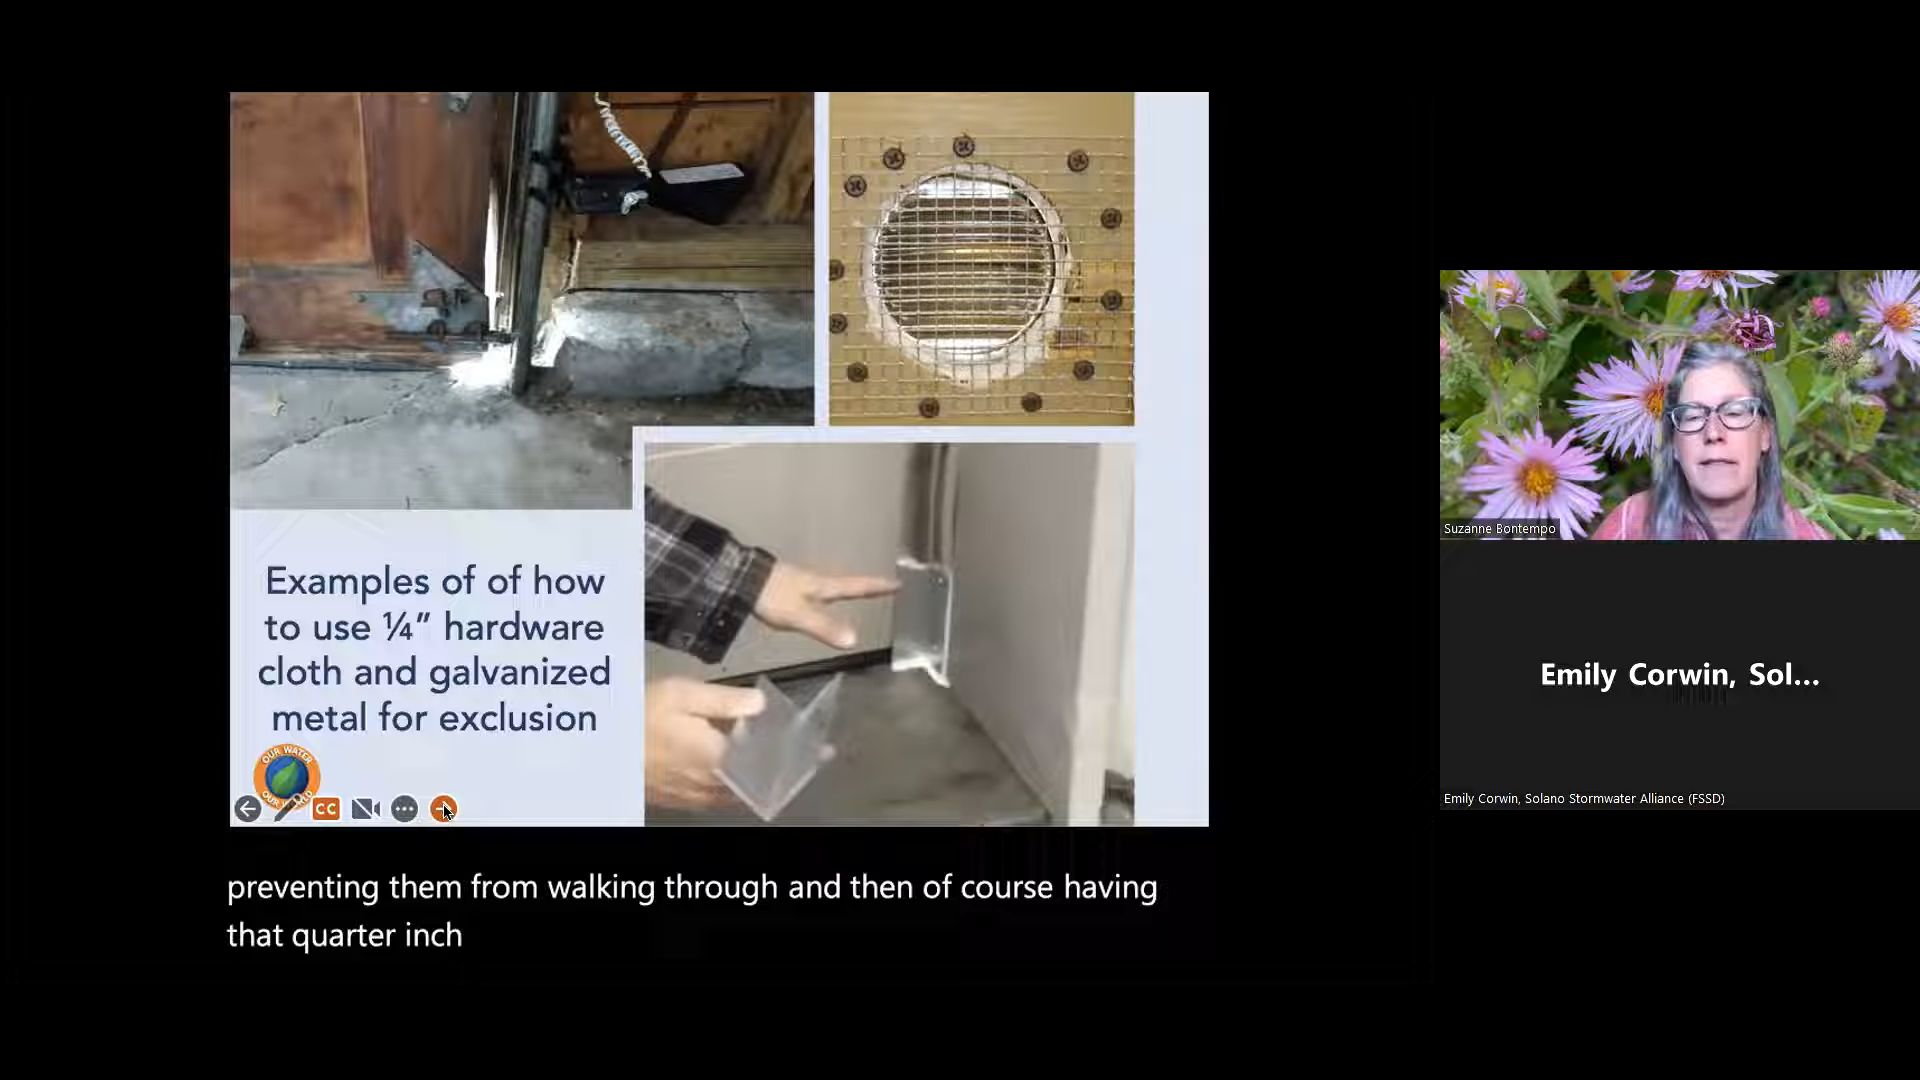 Examples of of how
to use ¼” hardware
cloth and galvanized
metal for exclusion
OUR WATER
CC
preventing them from walking through and then of course having
that quarter inch
Suzanne Bontempo
Emily Corwin, Sol...
Emily Corwin, Solano Stormwater Alliance (FSSD)